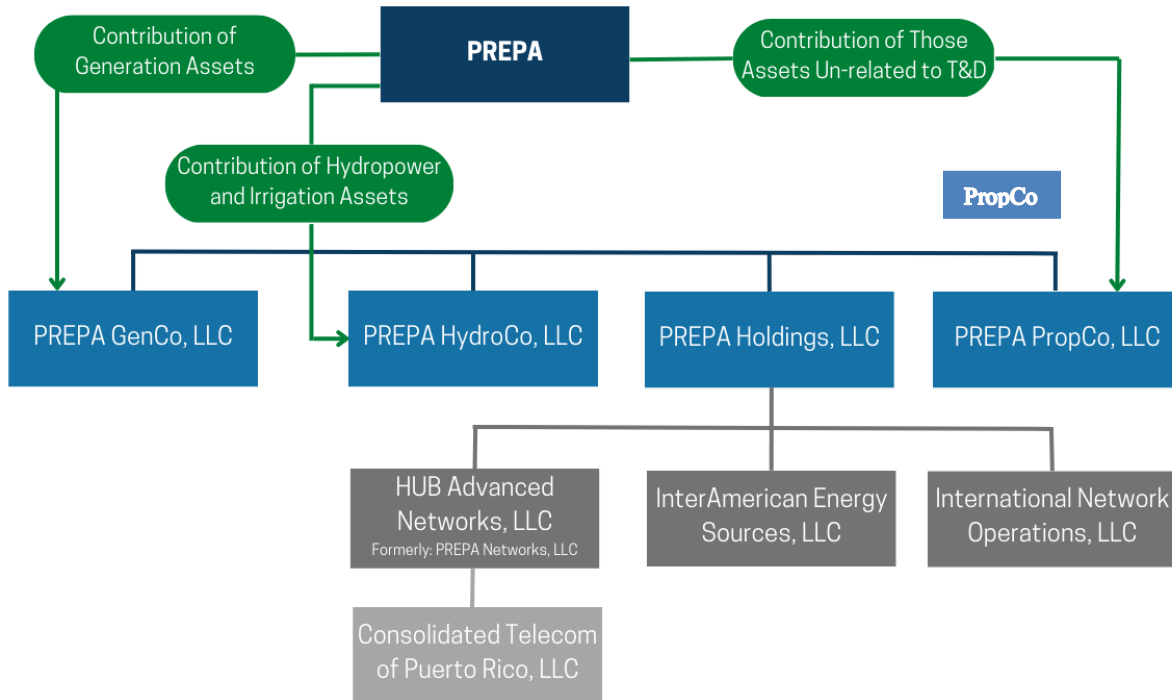 Contribution of
Generation Assets
PREPA
Contribution of Those
Assets Un-related to T&D
Contribution of Hydropower
and Irrigation Assets
PropCo
PREPA GenCo, LLC
PREPA HydroCo, LLC
PREPA Holdings, LLC
PREPA PropCo, LLC
HUB Advanced
Networks, LLC
Formerly: PREPA Networks, LLC
InterAmerican Energy
Sources, LLC
International Network
Operations, LLC
Consolidated Telecom
of Puerto Rico, LLC